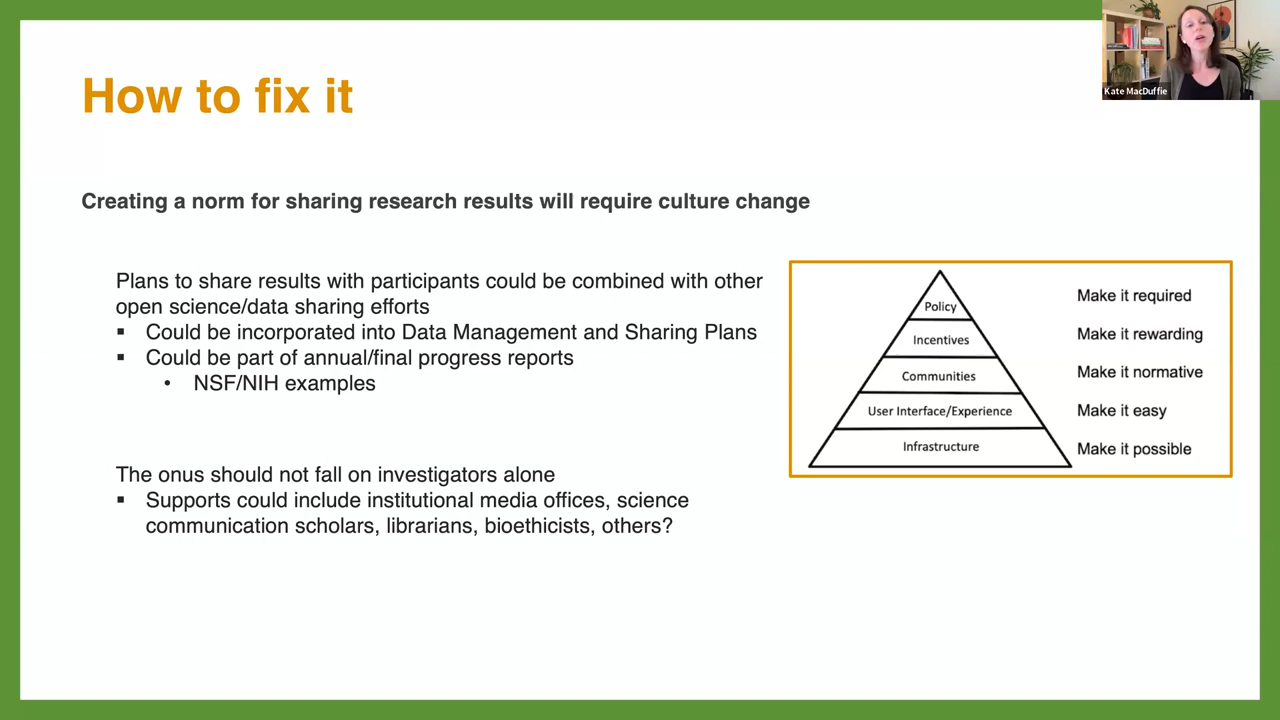 Kate MacDuffie
How to fix it
Creating a norm for sharing research results will require culture change
Plans to share results with participants could be combined with other
open science/data sharing efforts
▪ Could be incorporated into Data Management and Sharing Plans
▪ Could be part of annual/final progress reports
• NSF/NIH examples
The onus should not fall on investigators alone
▪ Supports could include institutional media offices, science
communication scholars, librarians, bioethicists, others?
Policy Make it required
Incentives Make it rewarding
Communities Make it normative
User Interface/Experience Make it easy
Infrastructure Make it possible